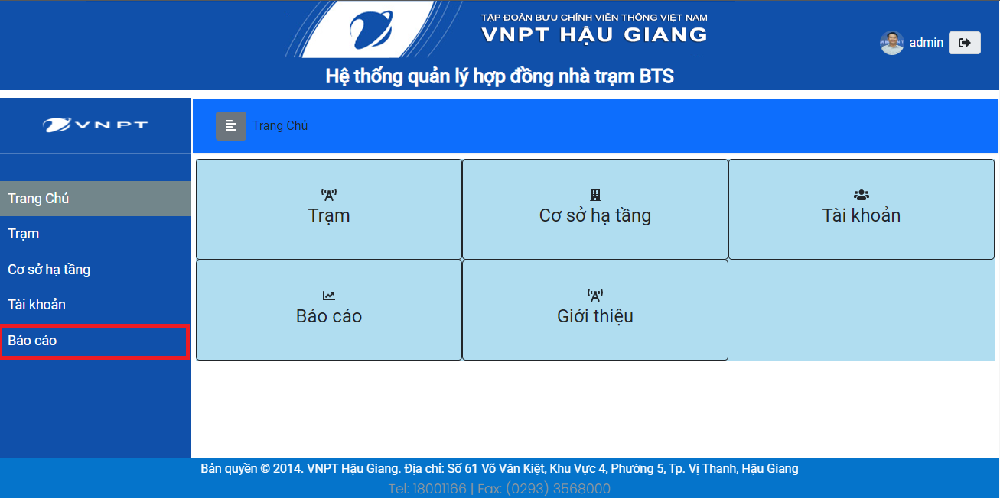 TẬP ĐOÀN BƯU CHÍNH VIỄN THÔNG VIỆT NAM
VNPT HẬU GIANG
admin
Hệ thống quản lý hợp đồng nhà trạm BTS
VNPT
Trang Chủ
Trang Chủ
Trạm
Cơ sở hạ tầng
Tài khoản
Báo cáo
Trạm
Cơ sở hạ tầng
Tài khoản
Báo cáo
Giới thiệu
Bản quyền © 2014. VNPT Hậu Giang. Địa chỉ: Số 61 Võ Văn Kiệt, Khu Vực 4, Phường 5, Tp. Vị Thanh, Hậu Giang
Tel: 18001166 | Fax: (0293) 3568000